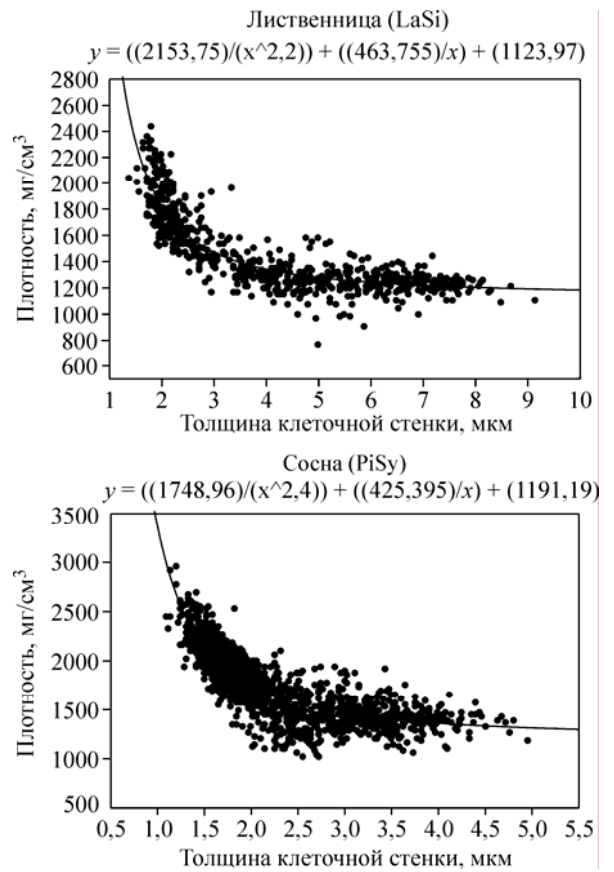 Лиственница (LaSi)
y = ((2153,75)/(x^2,2)) + ((463,755)/x) + (1123,97)
Плотность, мг/см³
2800
2600
2400
2200
2000
1800
1600
1400
1200
1000
800
600
1 2 3 4 5 6 7 8 9 10
Толщина клеточной стенки, мкм
Сосна (PiSy)
y = ((1748,96)/(x^2,4)) + ((425,395)/x) + (1191,19)
Плотность, мг/см³
3500
3000
2500
2000
1500
1000
500
0,5 1,0 1,5 2,0 2,5 3,0 3,5 4,0 4,5 5,0 5,5
Толщина клеточной стенки, мкм